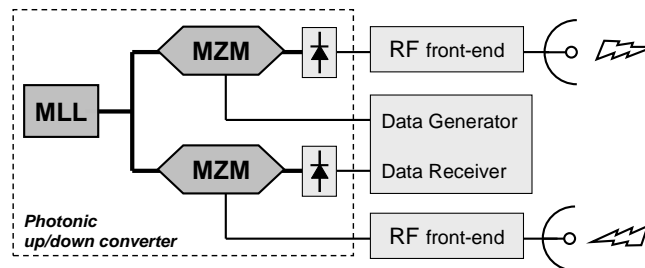 MZM
RF front-end
MLL
Data Generator
MZM
Data Receiver
Photonic
up/down converter
RF front-end